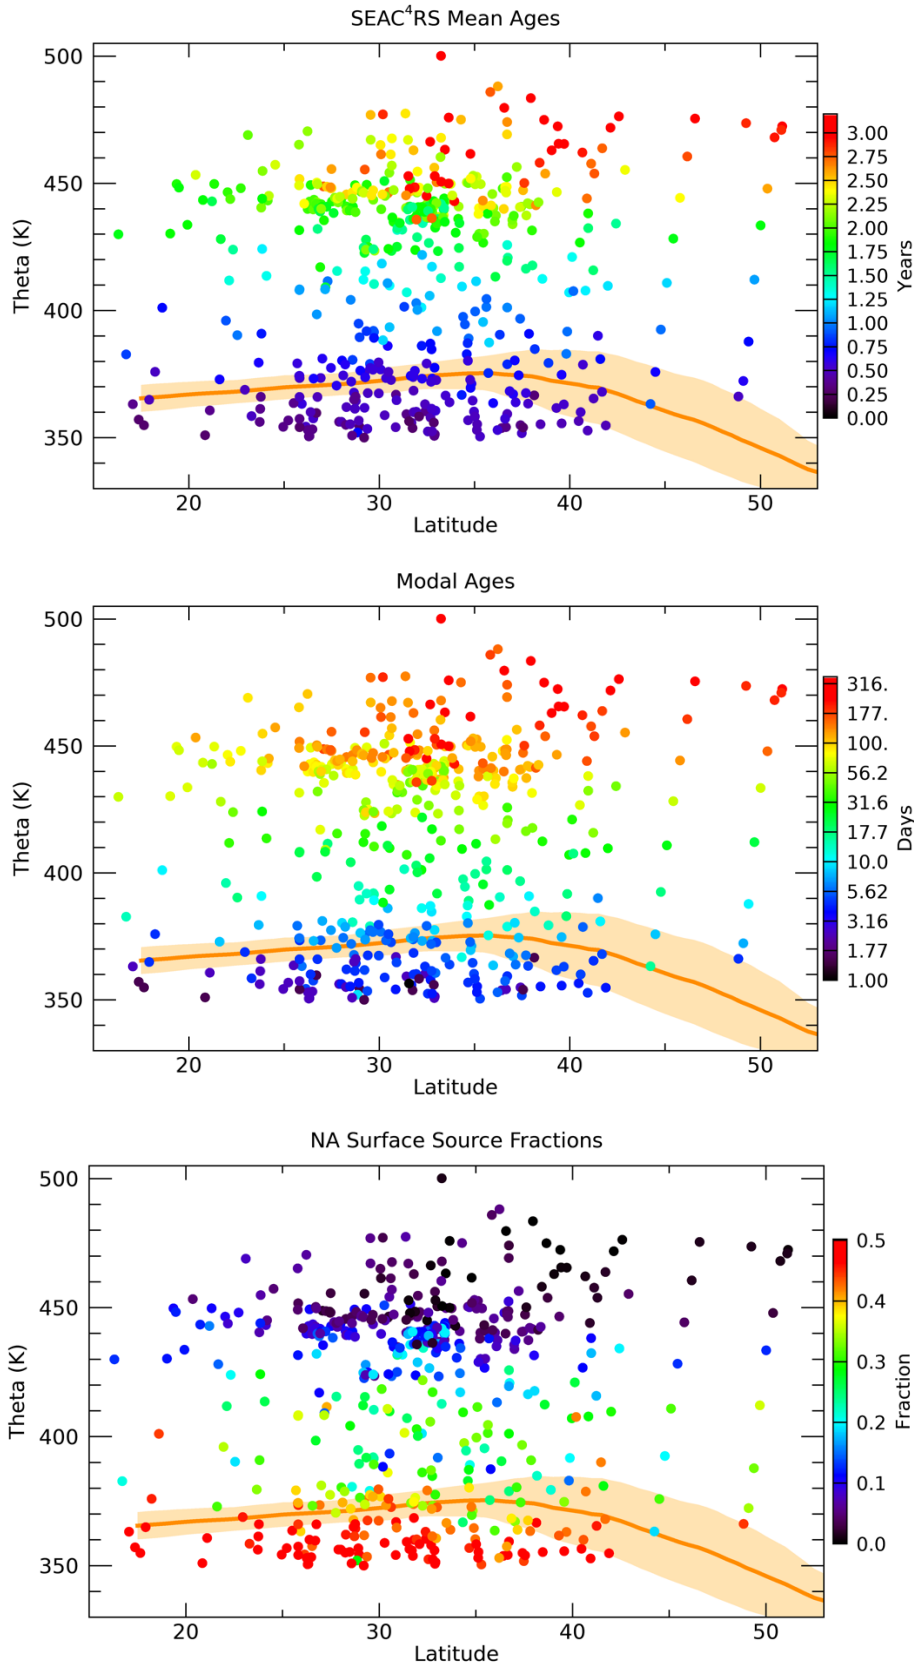 SEAC⁴RS Mean Ages
500
450
400
350
Theta (K)
20 30 40 50
Latitude
3.00
2.75
2.50
2.25
2.00
1.75
1.50
1.25
1.00
0.75
0.50
0.25
0.00
Years
Modal Ages
500
450
400
350
Theta (K)
20 30 40 50
Latitude
316.
177.
100.
56.2
31.6
17.7
10.0
5.62
3.16
1.77
1.00
Days
NA Surface Source Fractions
500
450
400
350
Theta (K)
20 30 40 50
Latitude
0.5
0.4
0.3
0.2
0.1
0.0
Fraction